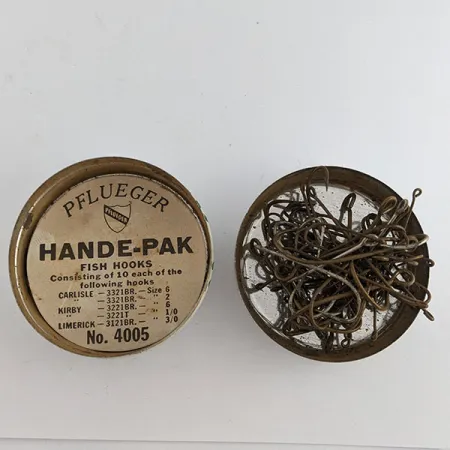 PFLUEGER
PFLUEGER
HANDE-PAK
FISH HOOKS
Consisting of 10 each of the
following hooks
CARLISLE - 3321BR. - Size 6
" - 3321BR. - " 2
KIRBY - 3221BR. - " 6
" - 3221T - " 1/0
LIMERICK - 3121BR. - " 3/0
No. 4005